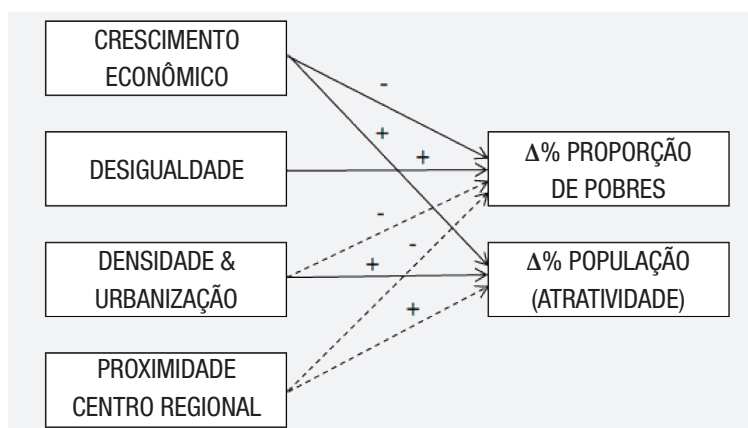 CRESCIMENTO
ECONÔMICO
-
+
DESIGUALDADE
+
Δ% PROPORÇÃO
DE POBRES
-
-
DENSIDADE &
URBANIZAÇÃO
+
Δ% POPULAÇÃO
(ATRATIVIDADE)
+
PROXIMIDADE
CENTRO REGIONAL